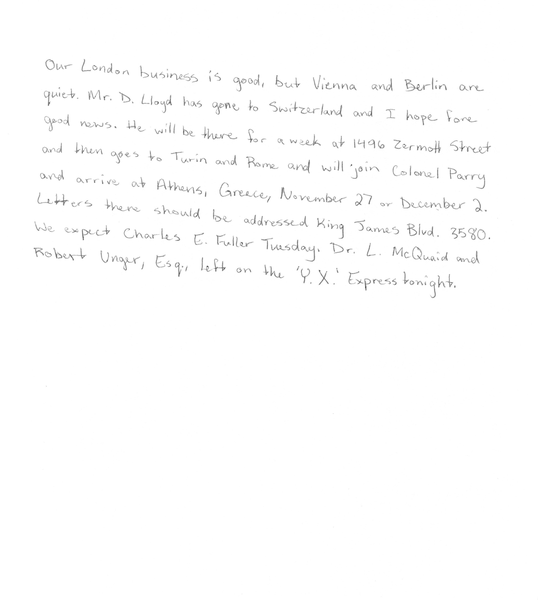 Our London business is good, but Vienna and Berlin are
quiet. Mr. D. Lloyd has gone to Switzerland and I hope fore
good news. He will be there for a week at 1496 Zermott Street
and then goes to Turin and Rome and will join Colonel Parry
and arrive at Athens, Greece, November 27 or December 2.
Letters there should be addressed King James Blvd. 3580.
We expect Charles E. Fuller Tuesday. Dr. L. McQuaid and
Robert Unger, Esq., left on the 'Y.X.' Express tonight.